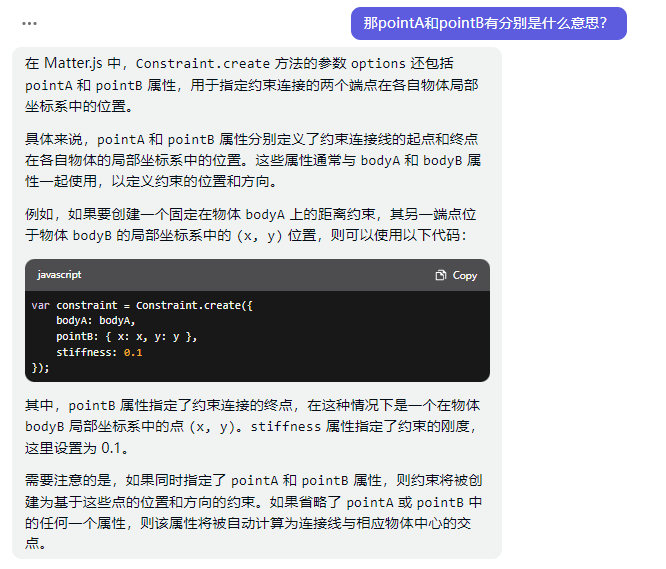 那pointA和pointB有分别是什么意思？
在 Matter.js 中，Constraint.create 方法的参数 options 还包括
pointA 和 pointB 属性，用于指定约束连接的两个端点在各自物体局部
坐标系中的位置。
具体来说，pointA 和 pointB 属性分别定义了约束连接线的起点和终点
在各自物体的局部坐标系中的位置。这些属性通常与 bodyA 和 bodyB 属
性一起使用，以定义约束的位置和方向。
例如，如果要创建一个固定在物体 bodyA 上的距离约束，其另一端点位
于物体 bodyB 的局部坐标系中的 (x, y) 位置，则可以使用以下代码：
javascript
Copy
var constraint = Constraint.create({
    bodyA: bodyA,
    pointB: { x: x, y: y },
    stiffness: 0.1
});
其中，pointB 属性指定了约束连接的终点，在这种情况下是一个在物体
bodyB 局部坐标系中的点 (x, y)。stiffness 属性指定了约束的刚度，
这里设置为 0.1。
需要注意的是，如果同时指定了 pointA 和 pointB 属性，则约束将被创
建为基于这些点的位置和方向的约束。如果省略了 pointA 或 pointB 中
的任何一个属性，则该属性将被自动计算为连接线与相应物体中心的交
点。